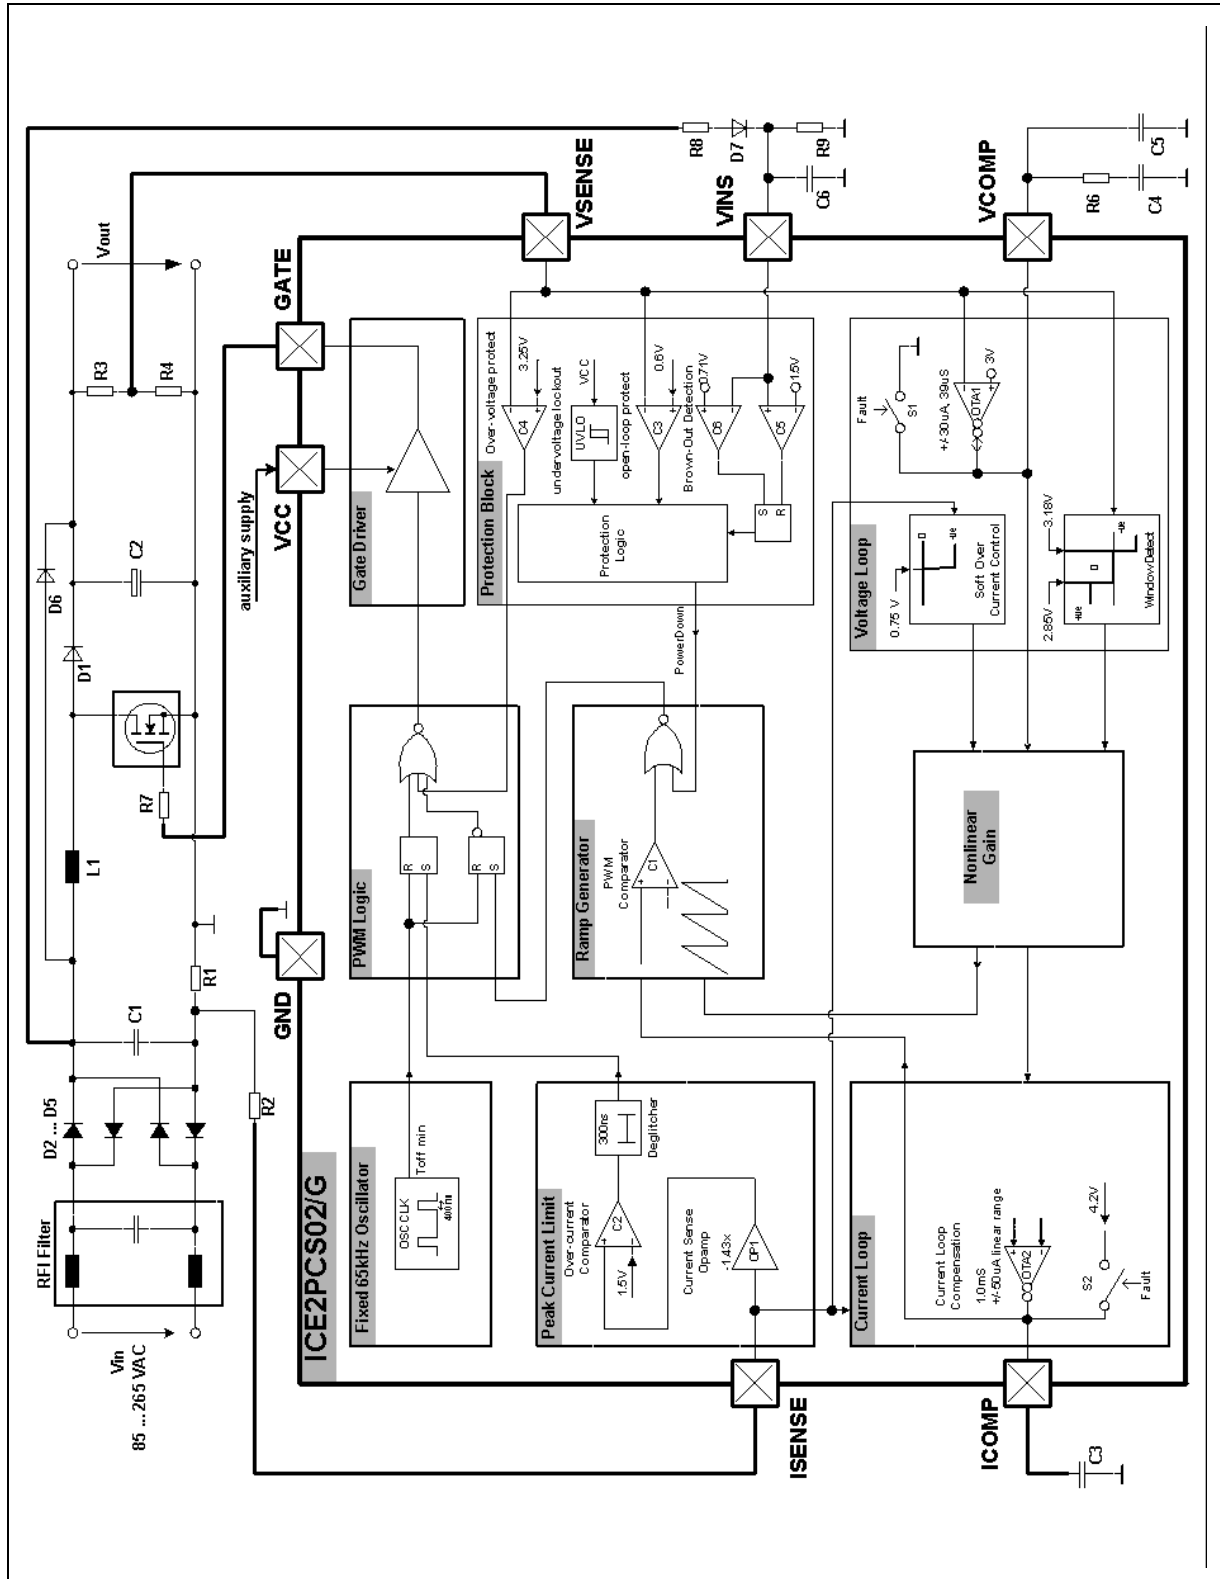 RFI Filter
Vin
85 ... 265 VAC
D2 ... D5
C1
R1
R2
L1
R7
D1
D6
C2
R3
R4
Vout
auxiliary supply
GND
VCC
GATE
ICE2PCS02/G
Fixed 65kHz Oscillator
OSC CLK
400ns
Toff min
PWM Logic
R
S
R
S
Gate Driver
Peak Current Limit
Over-current
Comparator
1.5V
C2
300ns
Deglitcher
Current Sense
Opamp
-1.43x
OP1
Ramp Generator
PWM
Comparator
C1
Protection Block
Over-voltage protect
C4
3.25V
undervoltage lockout
UVLO
VCC
open-loop protect
C3
0.6V
Brown-Out Detection
C6
0.71V
C5
1.5V
S
R
Protection
Logic
PowerDown
Current Loop
Current Loop
Compensation
1.0mS
+/-50uA linear range
OTA2
4.2V
S2
Fault
Nonlinear
Gain
Voltage Loop
0.75 V
Soft Over
Current Control
-ve
Fault
S1
+/-30uA, 39uS
OTA1
3V
2.85V
3.18V
+ve
-ve
Window Detect
VSENSE
VINS
VCOMP
ISENSE
ICOMP
R8
D7
R9
C6
R6
C4
C5
C3